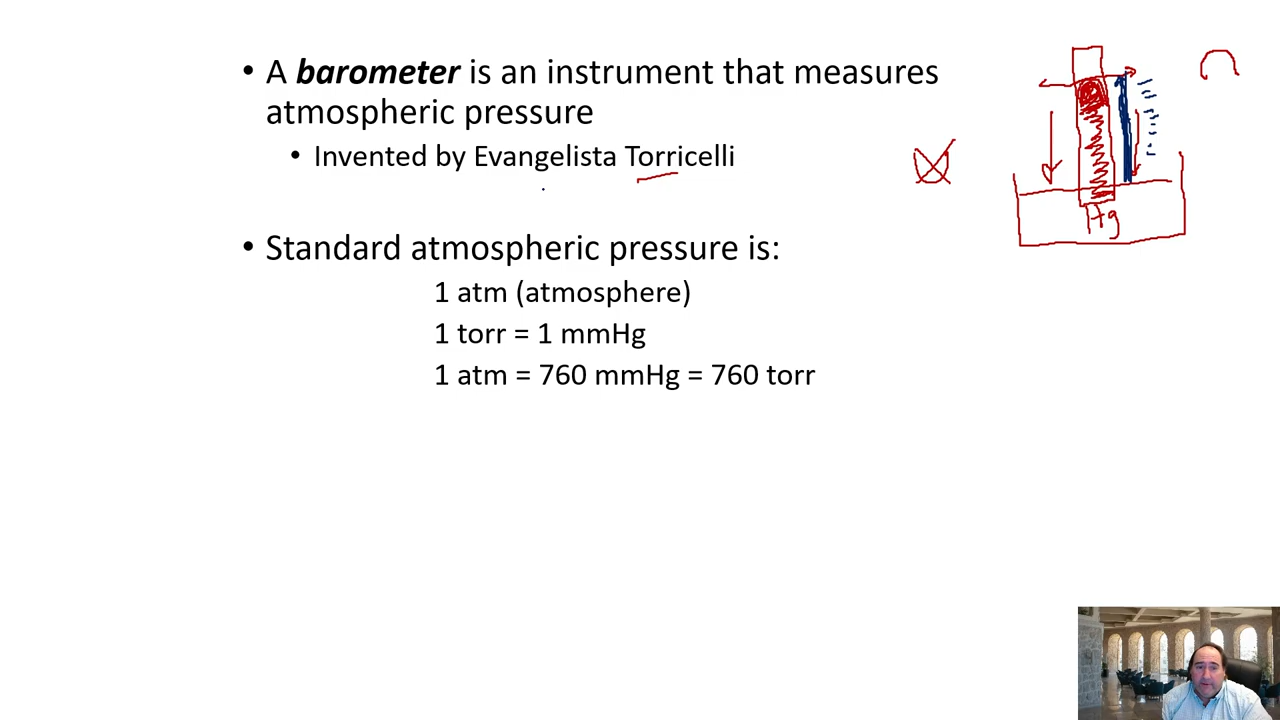 • A barometer is an instrument that measures
atmospheric pressure
• Invented by Evangelista Torricelli
Hg
• Standard atmospheric pressure is:
1 atm (atmosphere)
1 torr = 1 mmHg
1 atm = 760 mmHg = 760 torr